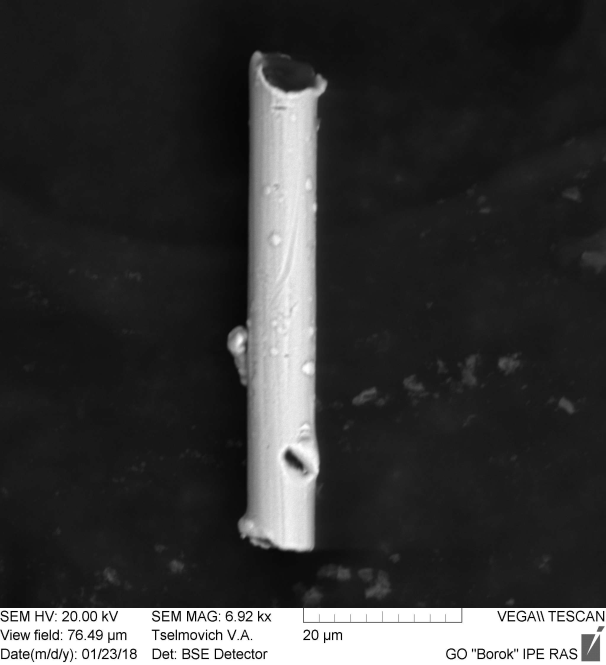 SEM HV: 20.00 kV SEM MAG: 6.92 kx VEGA\\ TESCAN
View field: 76.49 µm Tselmovich V.A. 20 µm
Date(m/d/y): 01/23/18 Det: BSE Detector GO "Borok" IPE RAS